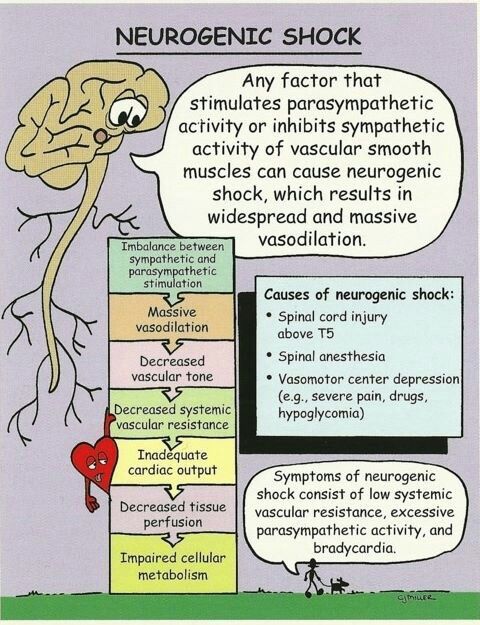 NEUROGENIC SHOCK
Any factor that
stimulates parasympathetic
activity or inhibits sympathetic
activity of vascular smooth
muscles can cause neurogenic
shock, which results in
widespread and massive
vasodilation.
Imbalance between
sympathetic and
parasympathetic
stimulation
Massive
vasodilation
Decreased
vascular tone
Decreased systemic
vascular resistance
Inadequate
cardiac output
Decreased tissue
perfusion
Impaired cellular
metabolism
Causes of neurogenic shock:
• Spinal cord injury
above T5
• Spinal anesthesia
• Vasomotor center depression
(e.g., severe pain, drugs,
hypoglycomia)
Symptoms of neurogenic
shock consist of low systemic
vascular resistance, excessive
parasympathetic activity, and
bradycardia.
CJMILLER